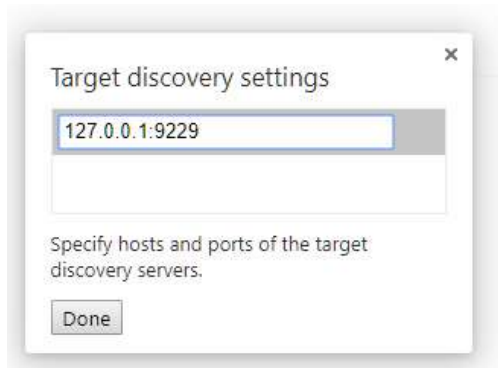 ×
Target discovery settings
127.0.0.1:9229
Specify hosts and ports of the target
discovery servers.
Done